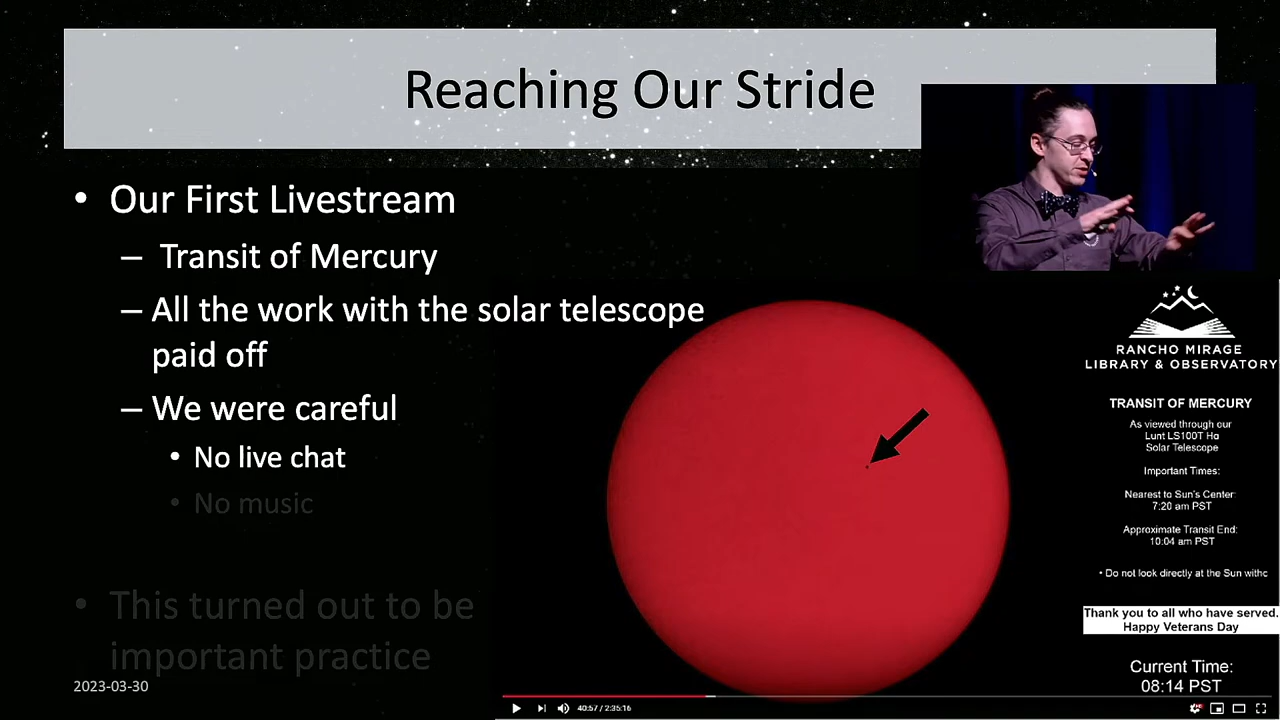 Reaching Our Stride
• Our First Livestream
– Transit of Mercury
– All the work with the solar telescope
paid off
– We were careful
• No live chat
• No music
• This turned out to be
important practice
2023-03-30
RANCHO MIRAGE
LIBRARY & OBSERVATORY
TRANSIT OF MERCURY
As viewed through our
Lunt LS100T Hα
Solar Telescope
Important Times:
Nearest to Sun's Center:
7:20 am PST
Approximate Transit End:
10:04 am PST
• Do not look directly at the Sun withc
Thank you to all who have served.
Happy Veterans Day
Current Time:
08:14 PST
40:57 / 2:35:16